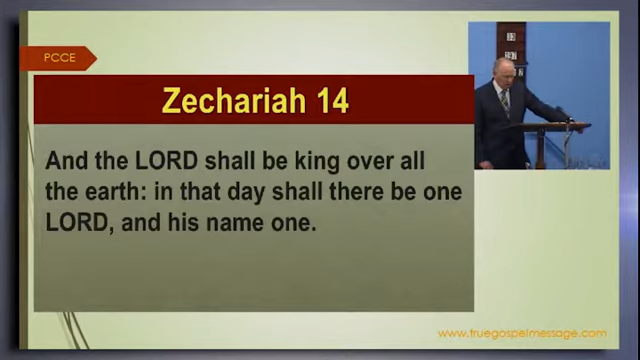 PCCE
Zechariah 14
And the LORD shall be king over all
the earth: in that day shall there be one
LORD, and his name one.
www.truegospelmessage.com